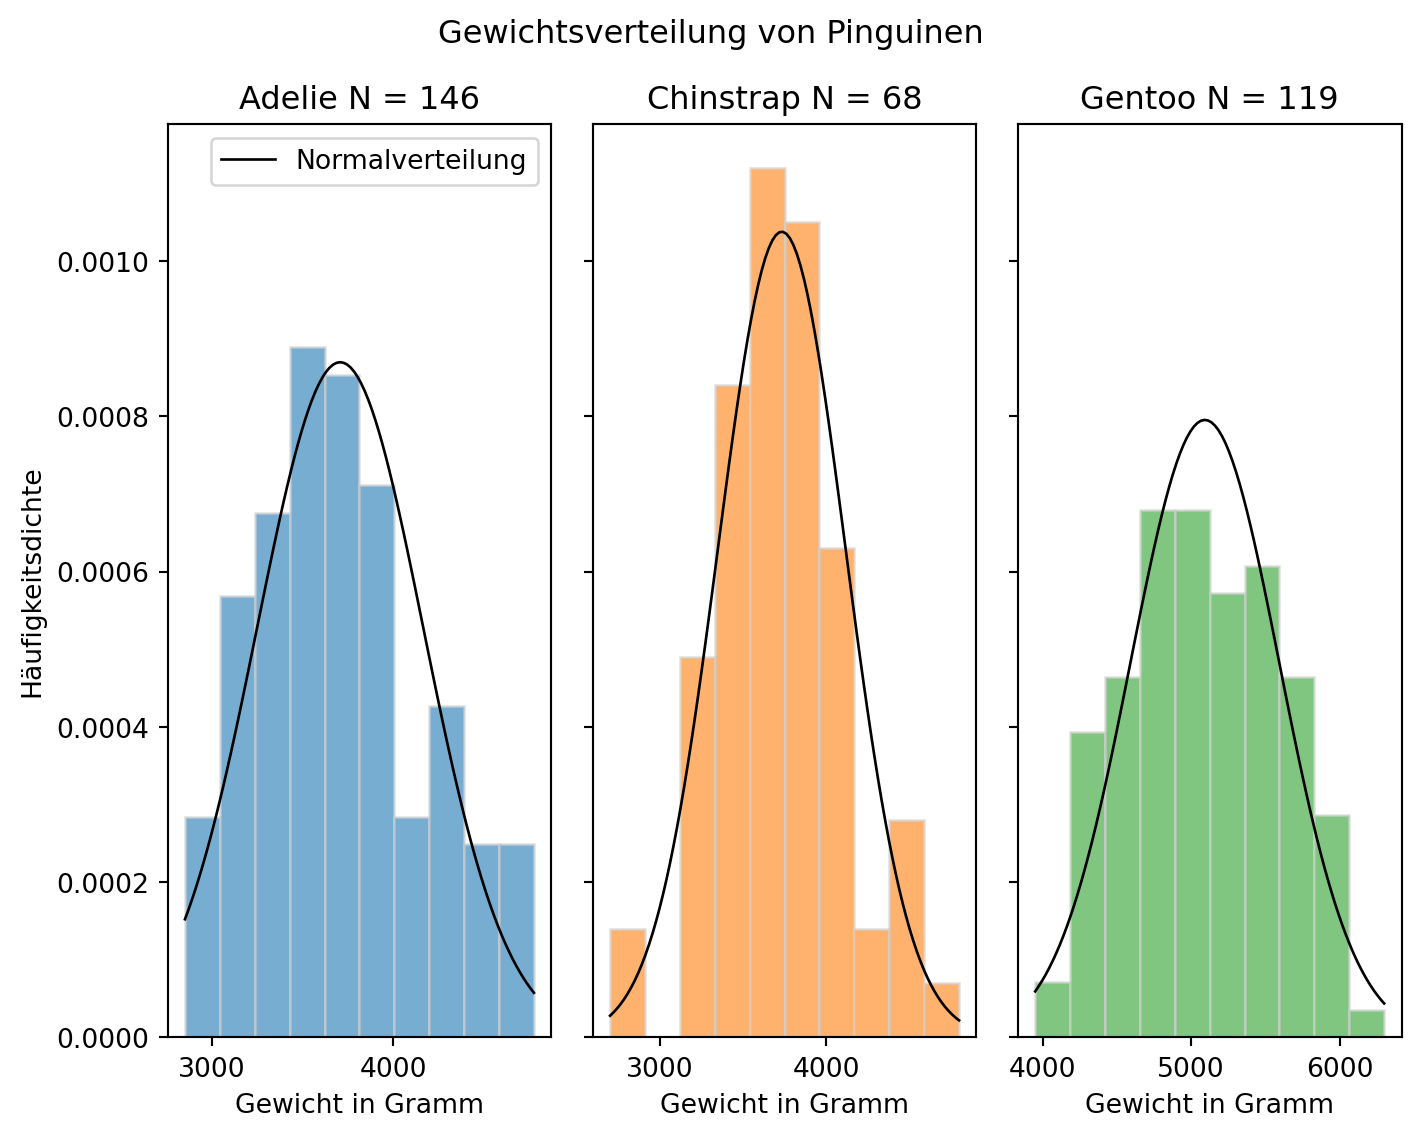 Gewichtsverteilung von Pinguinen
Adelie N = 146
Chinstrap N = 68
Gentoo N = 119
Normalverteilung
Häufigkeitsdichte
0.0010
0.0008
0.0006
0.0004
0.0002
0.0000
3000 4000
3000 4000
4000 5000 6000
Gewicht in Gramm
Gewicht in Gramm
Gewicht in Gramm